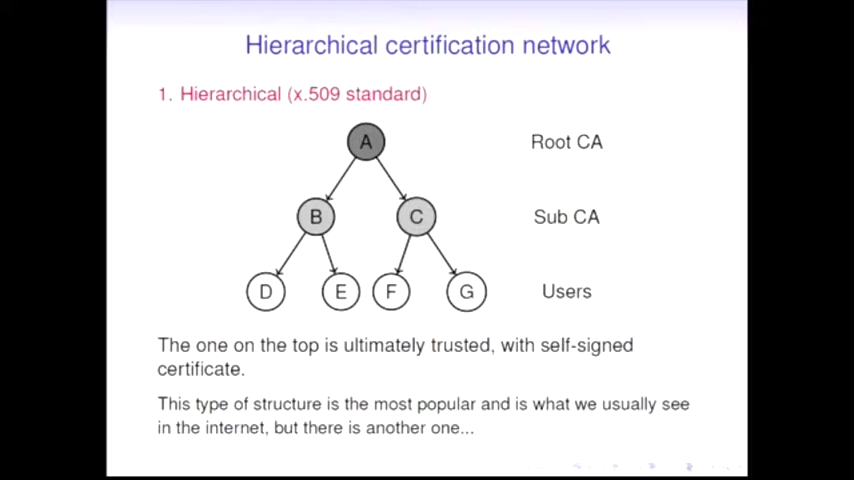 Hierarchical certification network
1. Hierarchical (x.509 standard)
A
Root CA
B
C
Sub CA
D
E
F
G
Users
The one on the top is ultimately trusted, with self-signed
certificate.
This type of structure is the most popular and is what we usually see
in the internet, but there is another one...